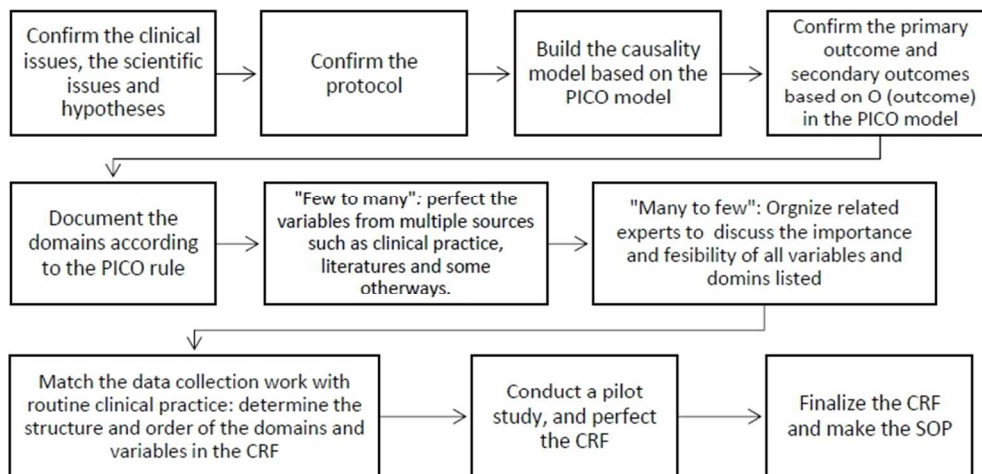 Confirm the clinical
issues, the scientific
issues and
hypotheses
Confirm the
protocol
Build the causality
model based on the
PICO model
Confirm the primary
outcome and
secondary outcomes
based on O (outcome)
in the PICO model
Document the
domains according
to the PICO rule
"Few to many": perfect the
variables from multiple sources
such as clinical practice,
literatures and some
otherways.
"Many to few": Orgnize related
experts to discuss the importance
and fesibility of all variables and
domins listed
Match the data collection work with
routine clinical practice: determine the
structure and order of the domains and
variables in the CRF
Conduct a pilot
study, and perfect
the CRF
Finalize the CRF
and make the SOP